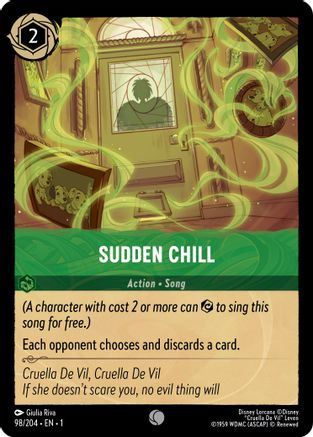 2
SUDDEN CHILL
Action • Song
(A character with cost 2 or more can to sing this
song for free.)
Each opponent chooses and discards a card.
Cruella De Vil, Cruella De Vil
If she doesn't scare you, no evil thing will
Giulia Riva
98/204 • EN • 1
Disney Lorcana ©Disney
"Cruella De Vil" Leven
©1959 WDMC (ASCAP) © Renewed